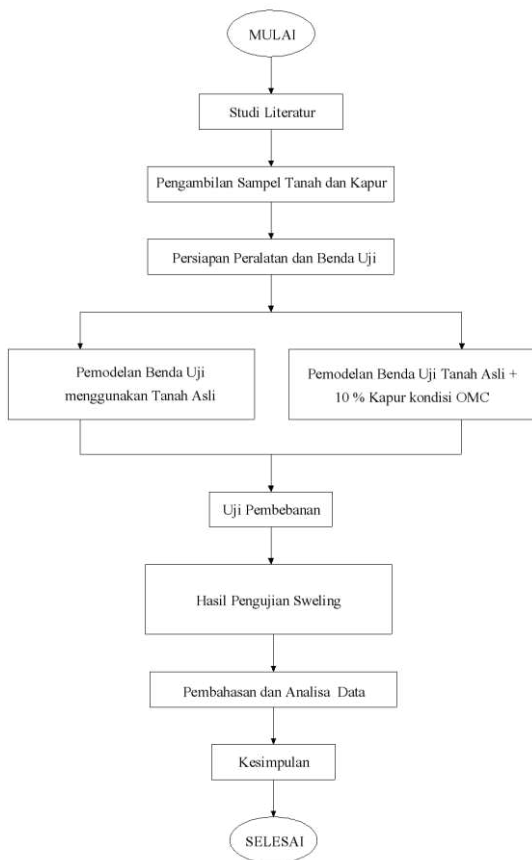 MULAI
Studi Literatur
Pengambilan Sampel Tanah dan Kapur
Persiapan Peralatan dan Benda Uji
Pemodelan Benda Uji
menggunakan Tanah Asli
Pemodelan Benda Uji Tanah Asli +
10 % Kapur kondisi OMC
Uji Pembebanan
Hasil Pengujian Sweling
Pembahasan dan Analisa Data
Kesimpulan
SELESAI